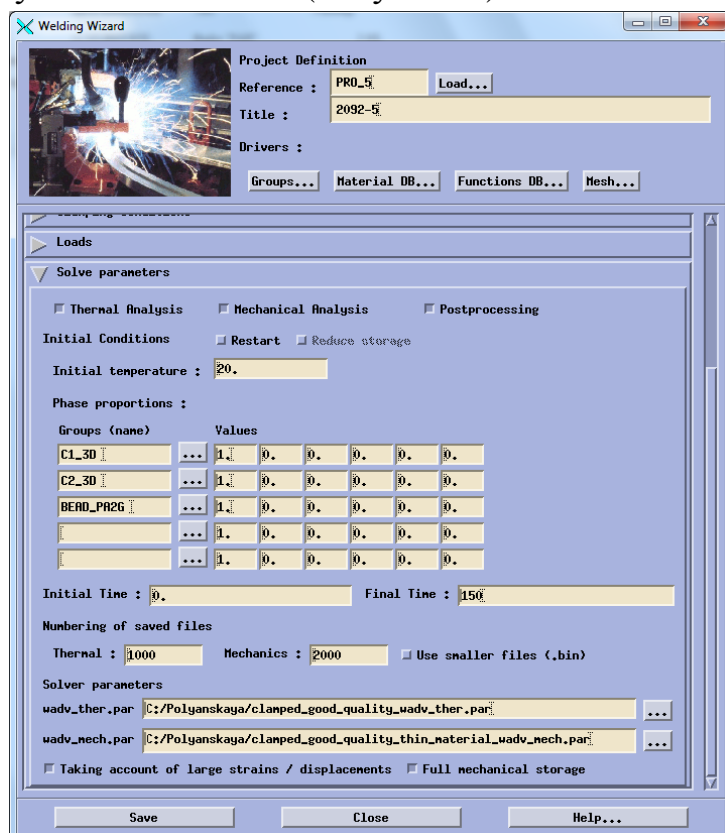 Welding Wizard
Project Definition
Reference : PRO_5 Load...
Title : 2092-5
Drivers :
Groups... Material DB... Functions DB... Mesh...
Loads
Solve parameters
Thermal Analysis Mechanical Analysis Postprocessing
Initial Conditions Restart Reduce storage
Initial temperature : 20.
Phase proportions :
Groups (name) Values
C1_3D ... 1. 0. 0. 0. 0. 0.
C2_3D ... 1. 0. 0. 0. 0. 0.
BEAD_PA2G ... 1. 0. 0. 0. 0. 0.
... 1. 0. 0. 0. 0. 0.
... 1. 0. 0. 0. 0. 0.
Initial Time : 0. Final Time : 150
Numbering of saved files
Thermal : 1000 Mechanics : 2000 Use smaller files (.bin)
Solver parameters
wadv_ther.par C:/Polyanskaya/clamped_good_quality_wadv_ther.par ...
wadv_mech.par C:/Polyanskaya/clamped_good_quality_thin_material_wadv_mech.par ...
Taking account of large strains / displacements Full mechanical storage
Save Close Help...